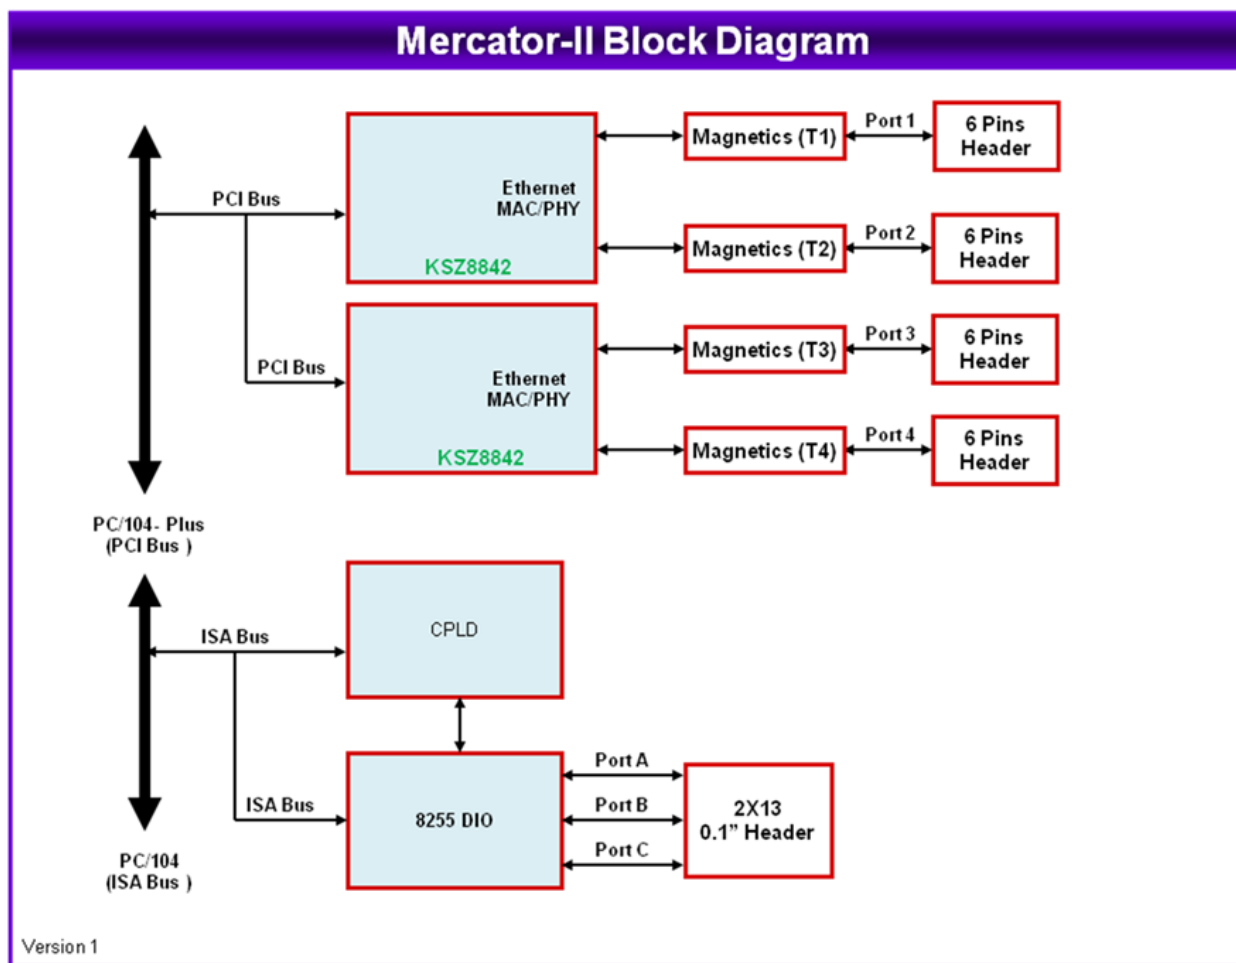 Mercator-II Block Diagram
Magnetics (T1)
Port 1
6 Pins
Header
PCI Bus
Ethernet
MAC/PHY
KSZ8842
Magnetics (T2)
Port 2
6 Pins
Header
PCI Bus
Ethernet
MAC/PHY
KSZ8842
Magnetics (T3)
Port 3
6 Pins
Header
Magnetics (T4)
Port 4
6 Pins
Header
PC/104- Plus
(PCI Bus )
ISA Bus
CPLD
ISA Bus
8255 DIO
Port A
Port B
Port C
2X13
0.1” Header
PC/104
(ISA Bus )
Version 1